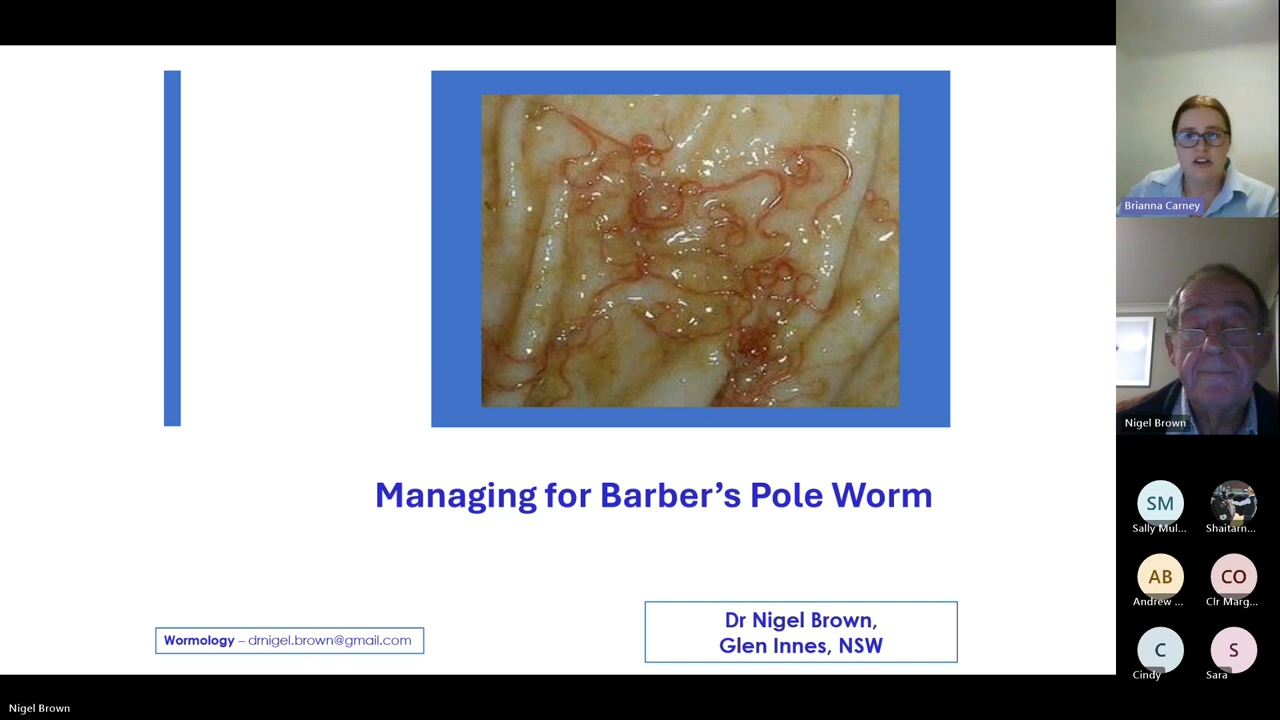 Managing for Barber's Pole Worm
Wormology – drnigel.brown@gmail.com
Dr Nigel Brown,
Glen Innes, NSW
Brianna Carney
Nigel Brown
SM
Sally Mul...
Shaitarn...
AB
Andrew ...
CO
Clr Marg...
C
Cindy
S
Sara
Nigel Brown